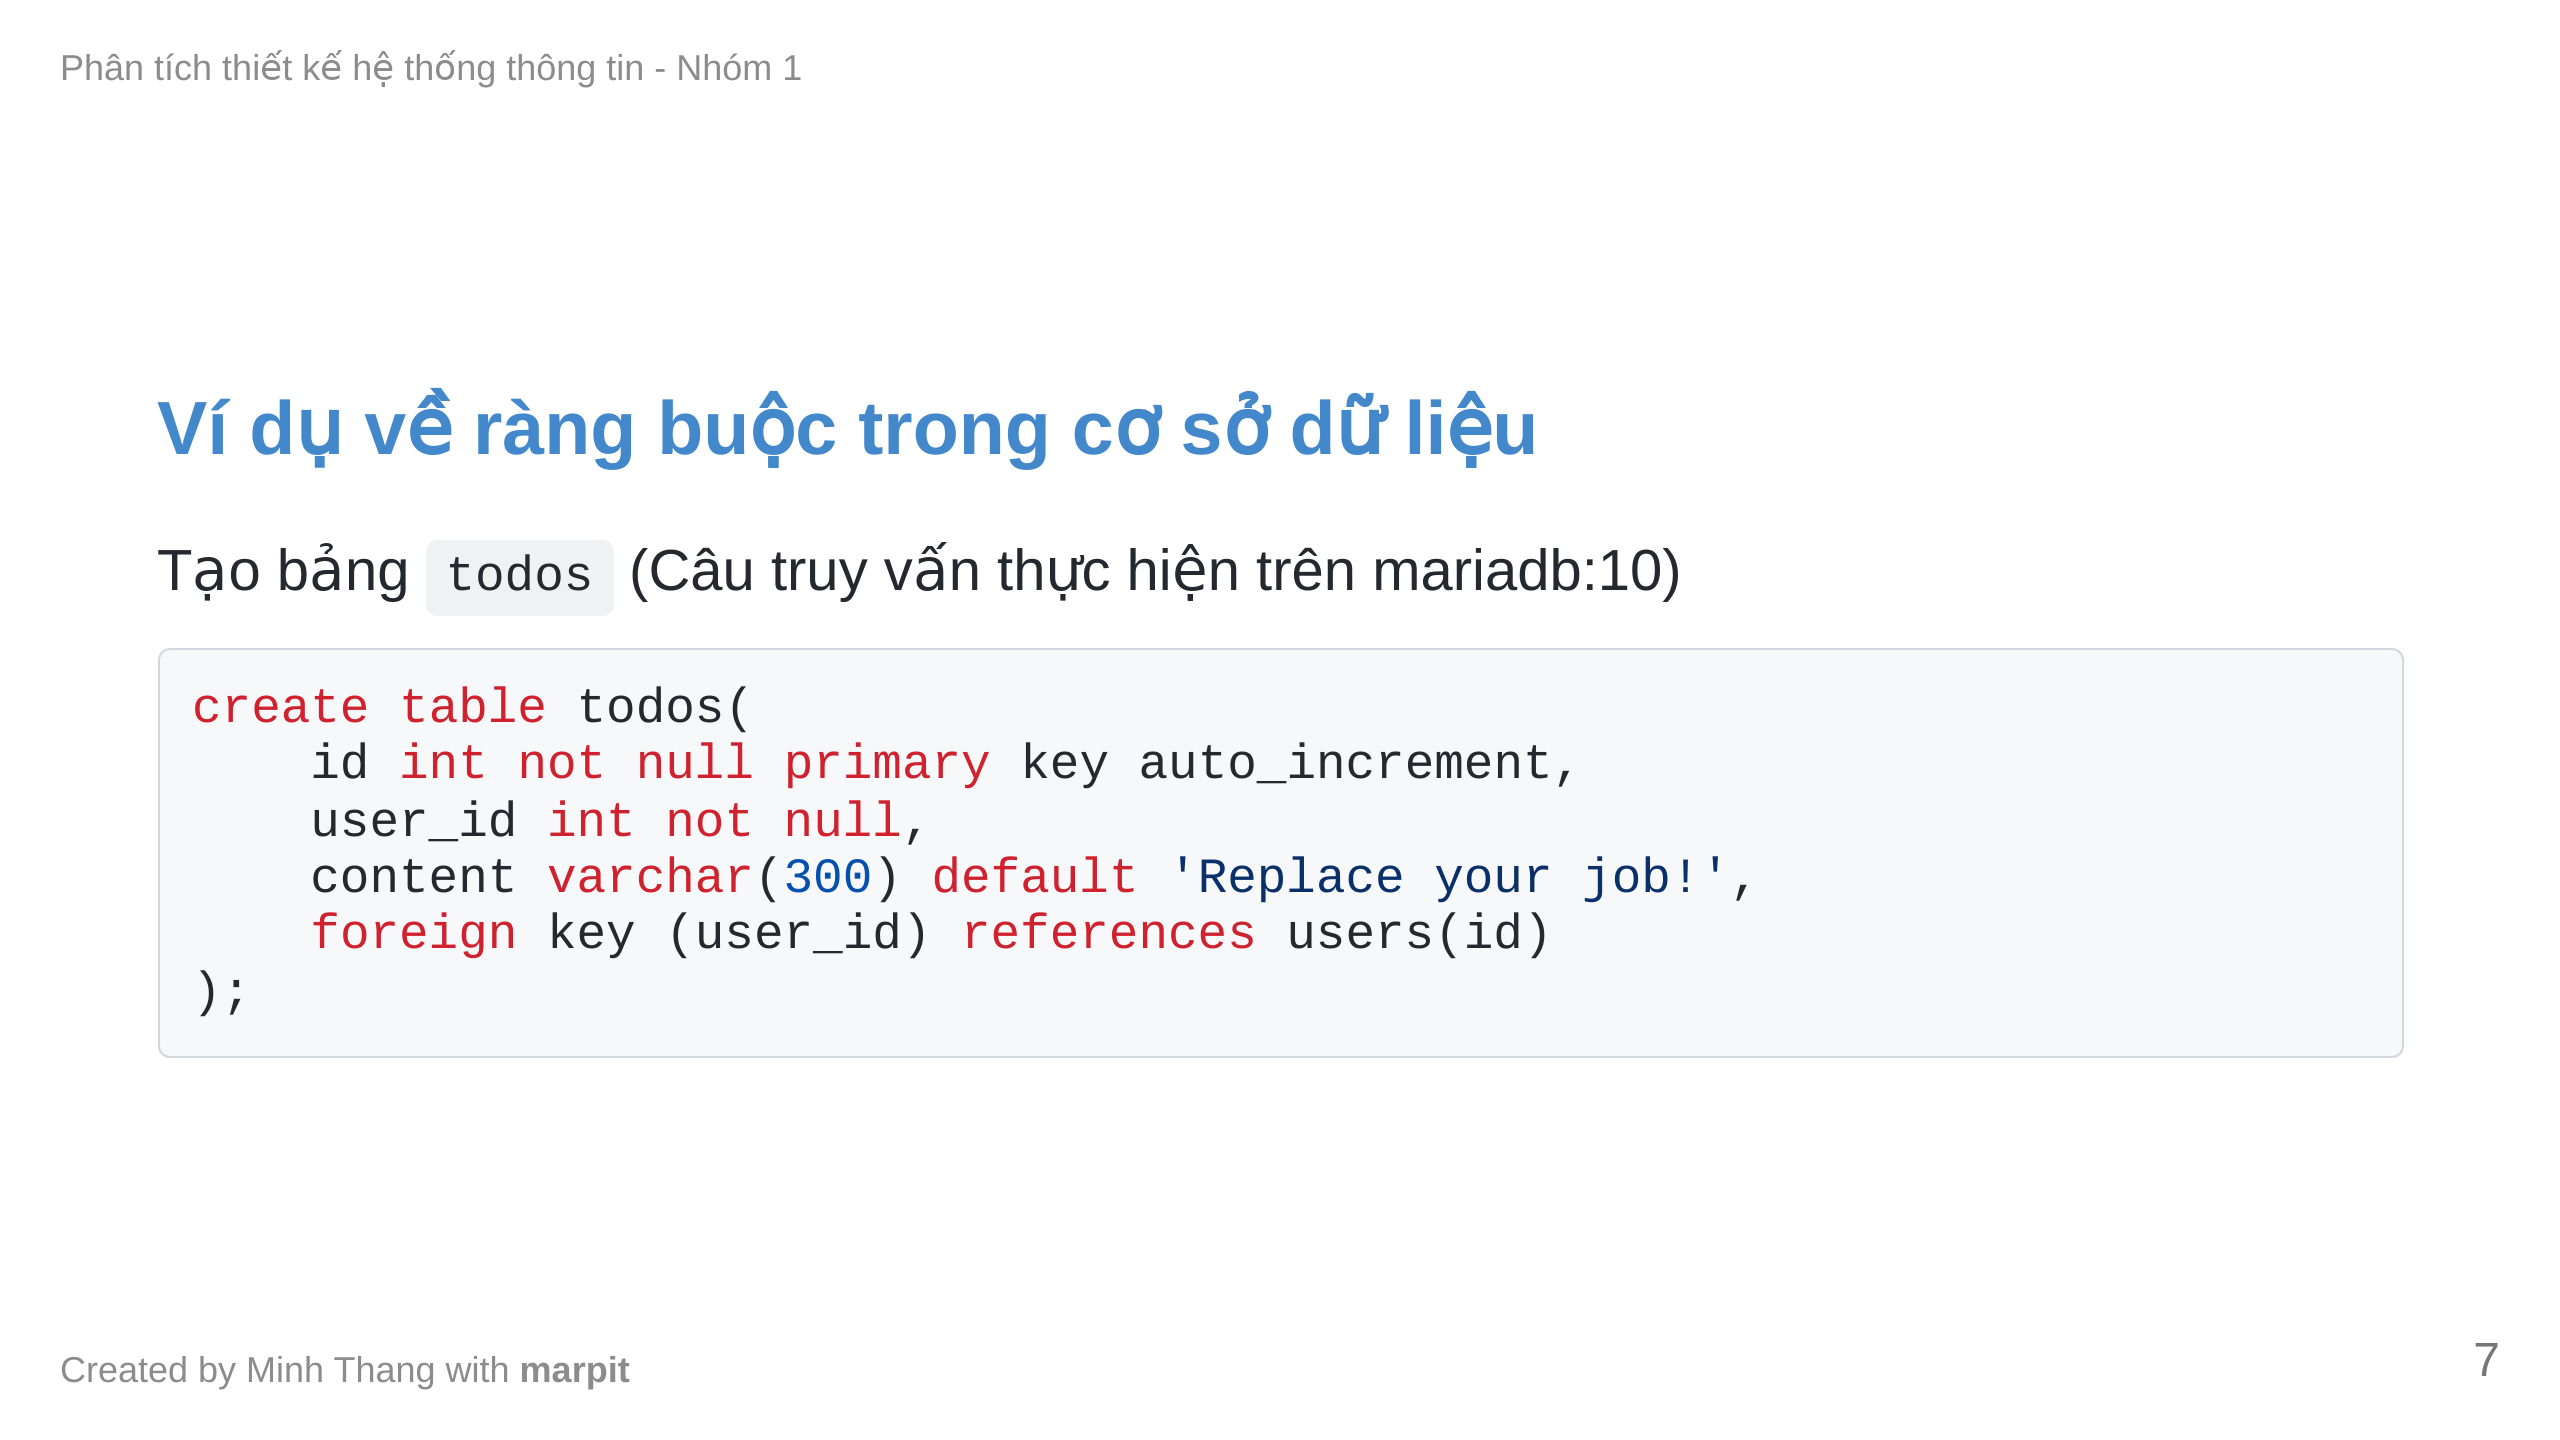 Phân tích thiết kế hệ thống thông tin - Nhóm 1
Ví dụ về ràng buộc trong cơ sở dữ liệu
Tạo bảng todos (Câu truy vấn thực hiện trên mariadb:10)
create table todos(
    id int not null primary key auto_increment,
    user_id int not null,
    content varchar(300) default 'Replace your job!',
    foreign key (user_id) references users(id)
);
Created by Minh Thang with marpit
7